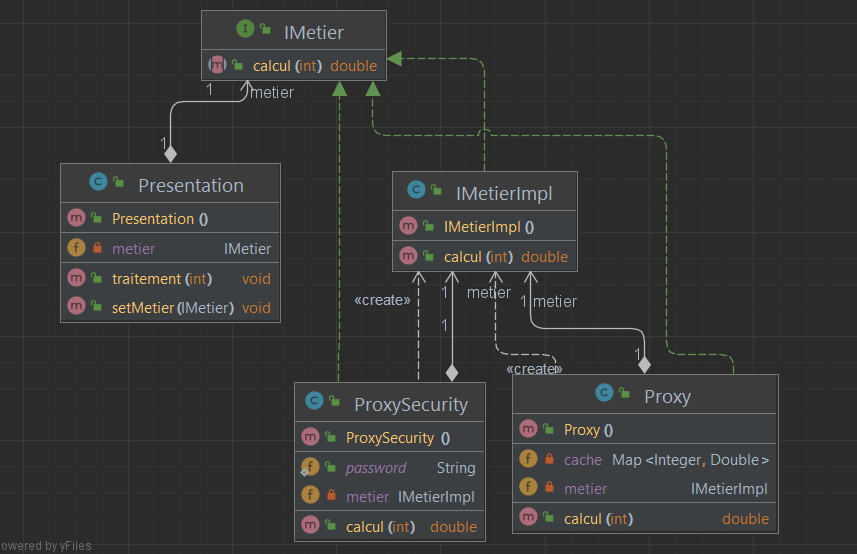 IMetier
calcul (int) double
1
metier
1
Presentation
Presentation ()
metier IMetier
traitement (int) void
setMetier (IMetier) void
IMetierImpl
IMetierImpl ()
calcul (int) double
«create»
1
metier
1
metier
1
1
«create»
ProxySecurity
ProxySecurity ()
password String
metier IMetierImpl
calcul (int) double
Proxy
Proxy ()
cache Map <Integer, Double>
metier IMetierImpl
calcul (int) double
owered by yFiles